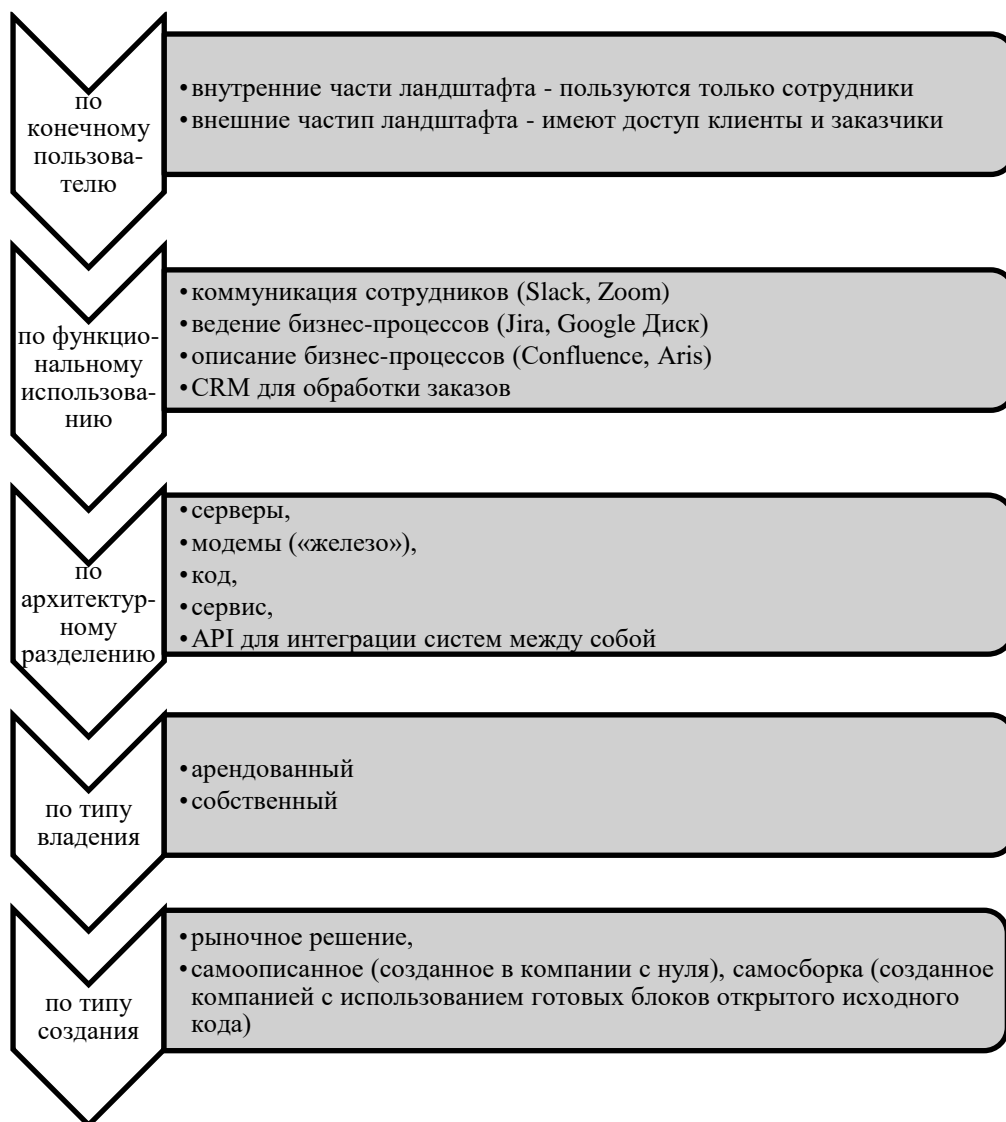 по
конечному
пользова-
телю
•внутренние части ландштафта - пользуются только сотрудники
•внешние частип ландштафта - имеют доступ клиенты и заказчики
по функцио-
нальному
использова-
нию
•коммуникация сотрудников (Slack, Zoom)
•ведение бизнес-процессов (Jira, Google Диск)
•описание бизнес-процессов (Confluence, Aris)
•CRM для обработки заказов
по
архитектур-
ному
разделению
•серверы,
•модемы («железо»),
•код,
•сервис,
•API для интеграции систем между собой
по типу
владения
•арендованный
•собственный
по типу
создания
•рыночное решение,
•самоописанное (созданное в компании с нуля), самосборка (созданное
компанией с использованием готовых блоков открытого исходного
кода)